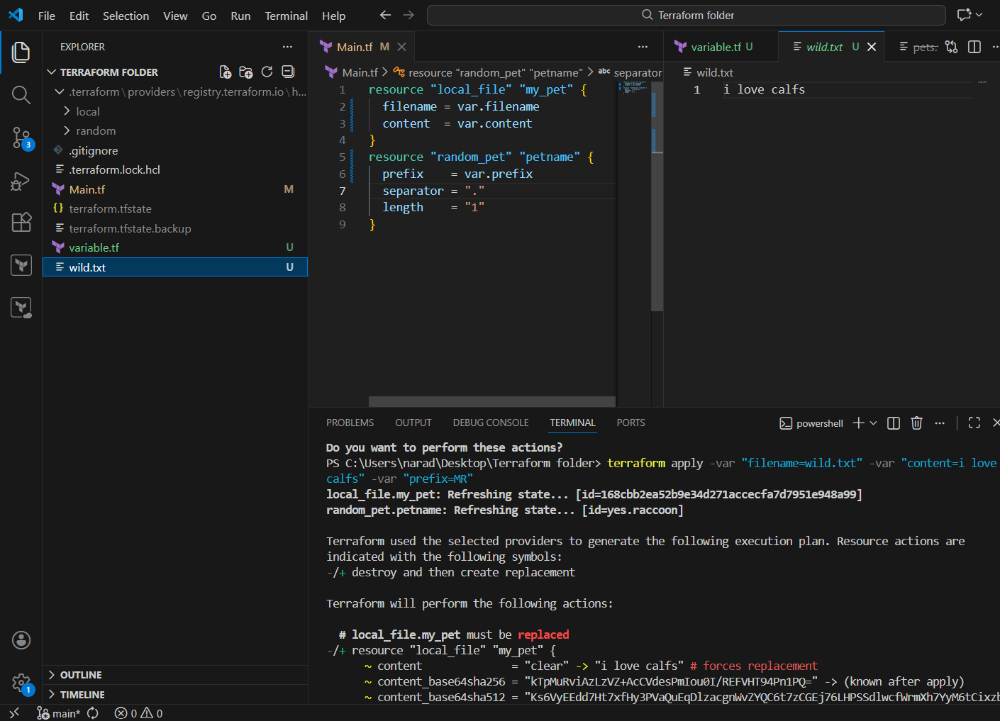 File Edit Selection View Go Run Terminal Help
Terraform folder
EXPLORER
TERRAFORM FOLDER
.terraform\providers\registry.terraform.io\h...
local
random
.gitignore
.terraform.lock.hcl
Main.tf M
terraform.tfstate
terraform.tfstate.backup
variable.tf U
wild.txt U
OUTLINE
TIMELINE
3
1
Main.tf M
Main.tf > resource "random_pet" "petname" > abc separator
1 resource "local_file" "my_pet" {
2 filename = var.filename
3 content = var.content
4 }
5 resource "random_pet" "petname" {
6 prefix = var.prefix
7 separator = "."
8 length = "1"
9 }
variable.tf U
wild.txt U
pets.
wild.txt
1 i love calfs
PROBLEMS OUTPUT DEBUG CONSOLE TERMINAL PORTS
powershell
Do you want to perform these actions?
PS C:\Users\narad\Desktop\Terraform folder> terraform apply -var "filename=wild.txt" -var "content=i love
calfs" -var "prefix=MR"
local_file.my_pet: Refreshing state... [id=168cbb2ea52b9e34d271accecfa7d7951e948a99]
random_pet.petname: Refreshing state... [id=yes.raccoon]
Terraform used the selected providers to generate the following execution plan. Resource actions are
indicated with the following symbols:
-/+ destroy and then create replacement
Terraform will perform the following actions:
# local_file.my_pet must be replaced
-/+ resource "local_file" "my_pet" {
~ content = "clear" -> "i love calfs" # forces replacement
~ content_base64sha256 = "kTpMuRviAzLzVZ+AcCVdesPmIou0I/REFVHT94Pn1PQ=" -> (known after apply)
~ content_base64sha512 = "Ks6VyEEdd7Ht7xfHy3PVaQuEqDlzacgnWvZYQC6t7zCGEj76LHPSSdlwcfWrmXh7YyM6tCixzb
main* 0 0